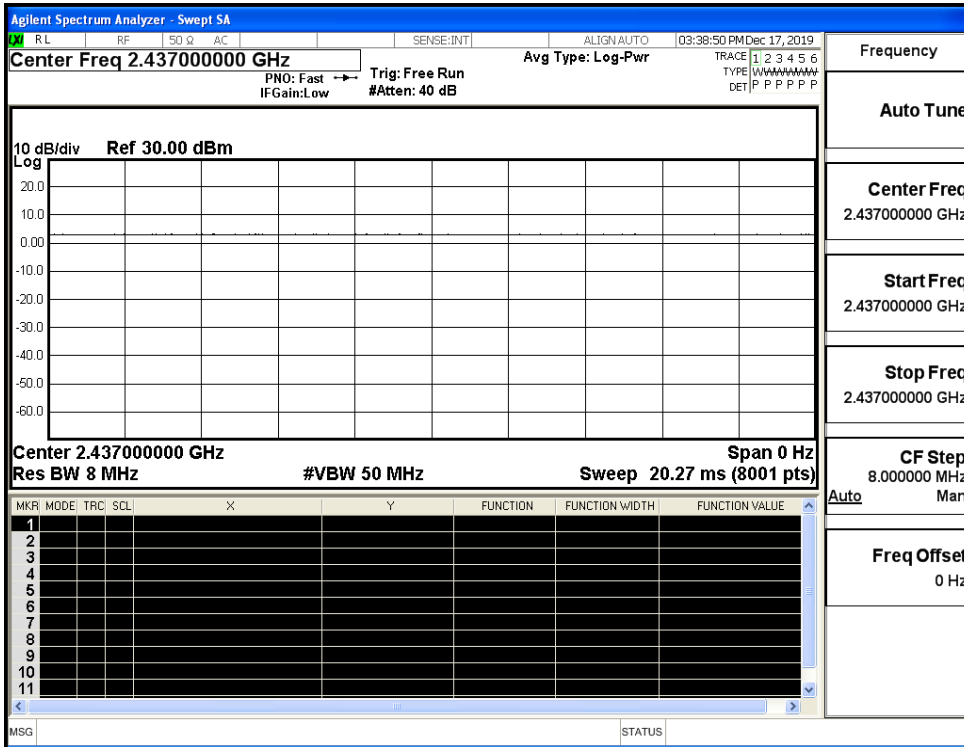 Agilent Spectrum Analyzer - Swept SA
LXI RL RF 50 Ω AC SENSE:INT ALIGN AUTO 03:38:50 PM Dec 17, 2019
Center Freq 2.437000000 GHz
PNO: Fast Trig: Free Run
IFGain:Low #Atten: 40 dB
Avg Type: Log-Pwr
TRACE 1 2 3 4 5 6
TYPE W W W W W W
DET P P P P P P
10 dB/div Ref 30.00 dBm
Log
20.0
10.0
0.00
-10.0
-20.0
-30.0
-40.0
-50.0
-60.0
Center 2.437000000 GHz Span 0 Hz
Res BW 8 MHz #VBW 50 MHz Sweep 20.27 ms (8001 pts)
MKR MODE TRC SCL X Y FUNCTION FUNCTION WIDTH FUNCTION VALUE
1
2
3
4
5
6
7
8
9
10
11
MSG STATUS
Frequency
Auto Tune
Center Freq
2.437000000 GHz
Start Freq
2.437000000 GHz
Stop Freq
2.437000000 GHz
CF Step
8.000000 MHz
Auto Man
Freq Offset
0 Hz